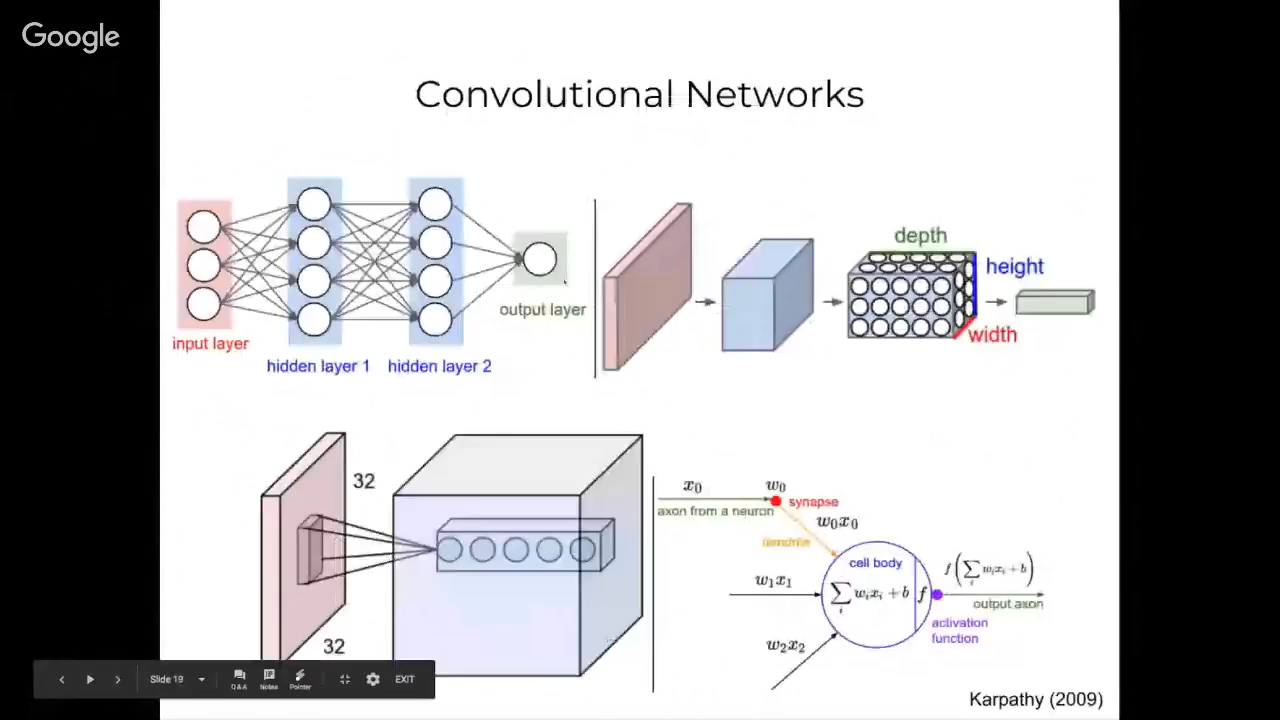 Google
Convolutional Networks
input layer
hidden layer 1
hidden layer 2
output layer
depth
height
width
32
32
x₀
w₀
synapse
axon from a neuron
w₀x₀
dendrite
cell body
w₁x₁
∑ᵢ wᵢxᵢ + b
f
f(∑ᵢ wᵢxᵢ + b)
output axon
activation
function
w₂x₂
Slide 19
Q&A
Notes
Pointer
EXIT
Karpathy (2009)